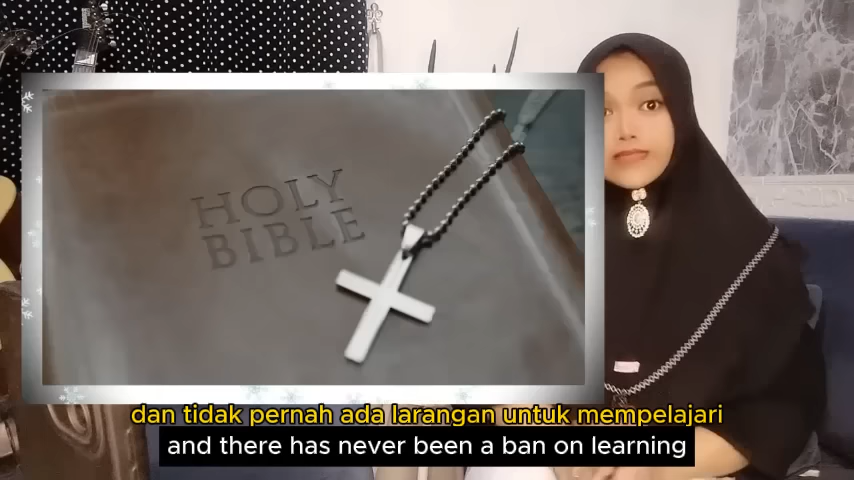 HOLY
BIBLE
dan tidak pernah ada larangan untuk mempelajari
and there has never been a ban on learning